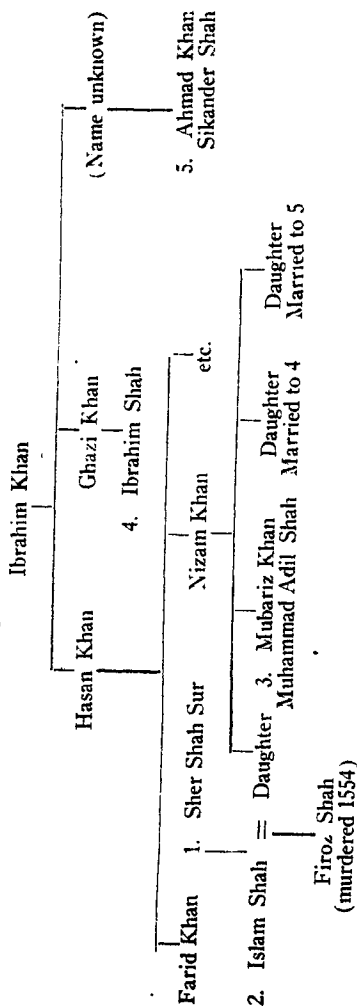 Ibrahim Khan
Hasan Khan
Ghazi Khan
(Name unknown)
4. Ibrahim Shah
5. Ahmad Khan
Sikander Shah
Farid Khan
1. Sher Shah Sur
Nizam Khan
etc.
2. Islam Shah = Daughter
3. Mubariz Khan
Muhammad Adil Shah
Daughter
Married to 4
Daughter
Married to 5
Firoz Shah
(murdered 1554)